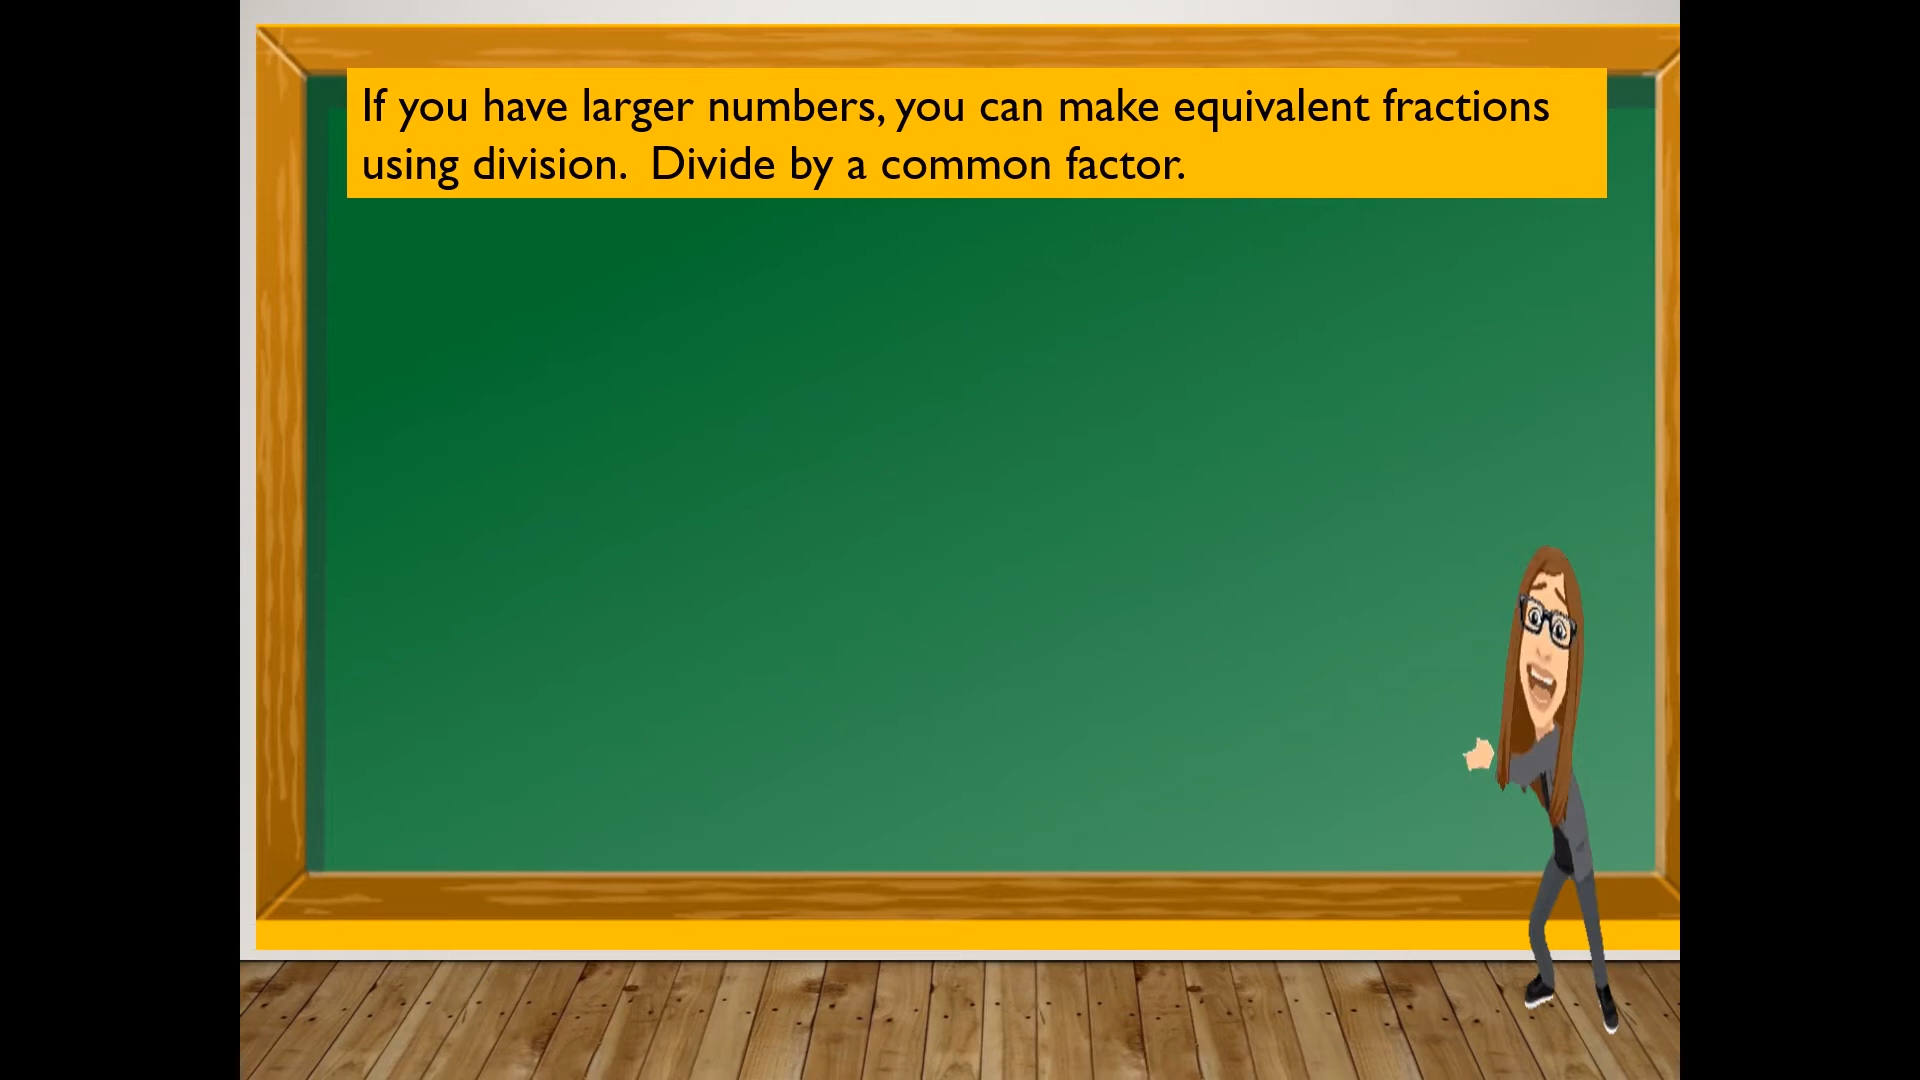 If you have larger numbers, you can make equivalent fractions
using division.  Divide by a common factor.